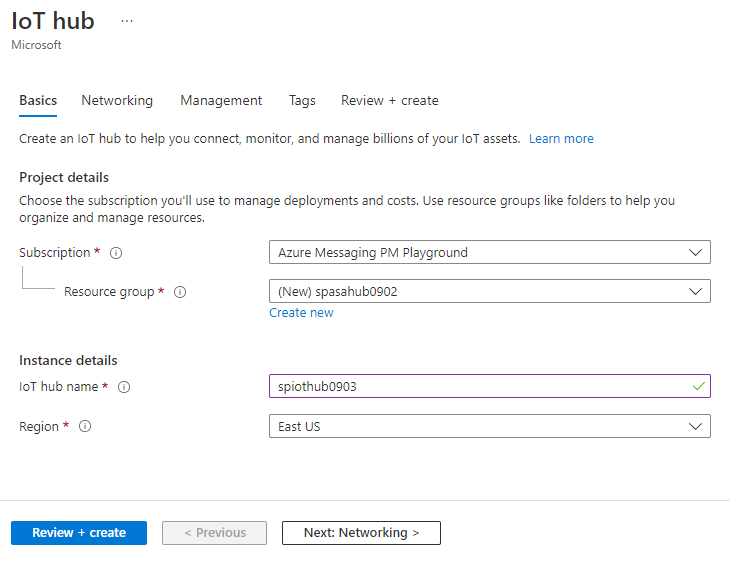 IoT hub ...
Microsoft
Basics Networking Management Tags Review + create
Create an IoT hub to help you connect, monitor, and manage billions of your IoT assets. Learn more
Project details
Choose the subscription you'll use to manage deployments and costs. Use resource groups like folders to help you
organize and manage resources.
Subscription * Azure Messaging PM Playground
Resource group * (New) spasahub0902
Create new
Instance details
IoT hub name * spiothub0903
Region * East US
Review + create < Previous Next: Networking >